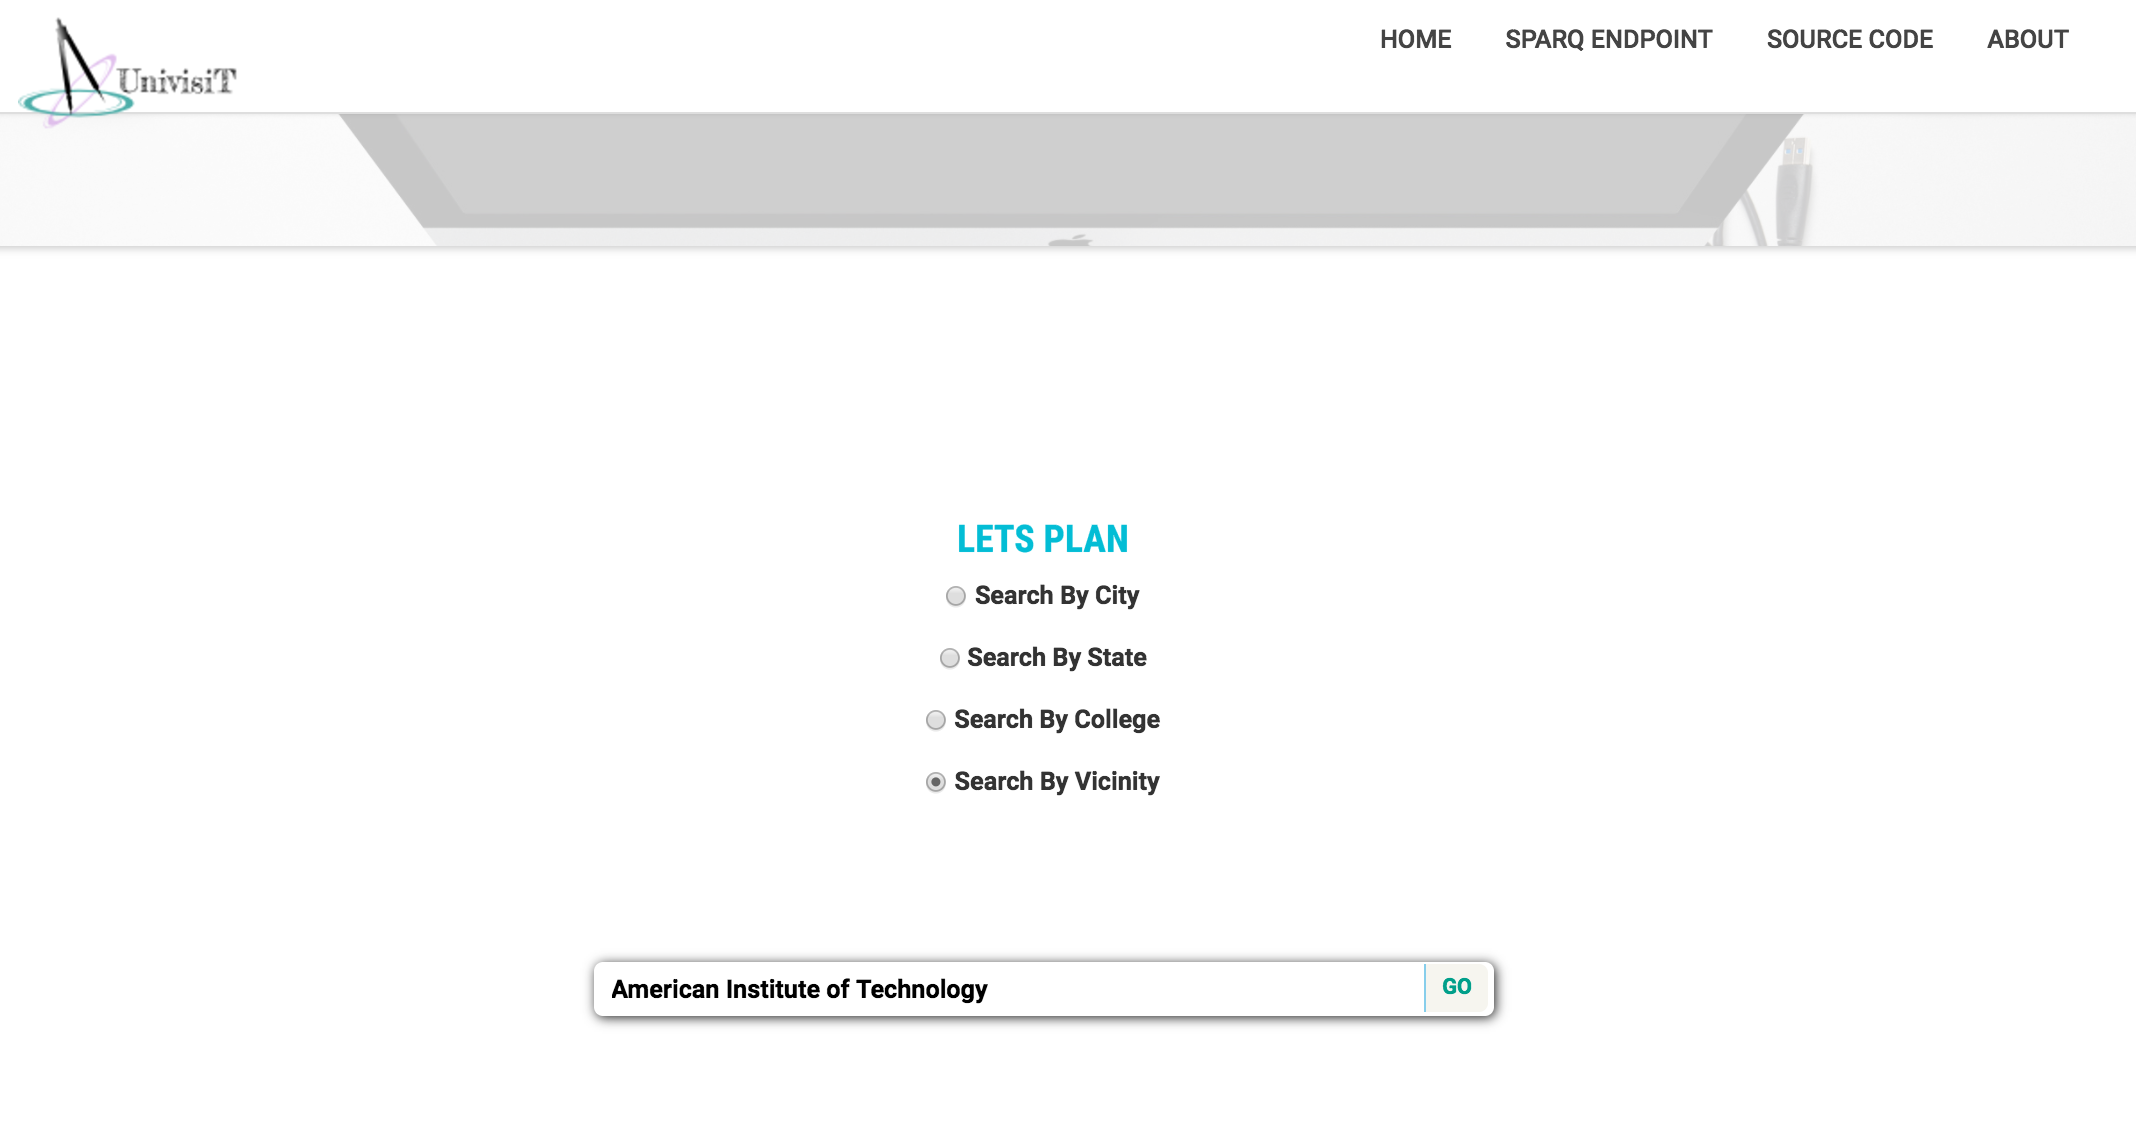 UnivisiT
HOME SPARQ ENDPOINT SOURCE CODE ABOUT
LETS PLAN
Search By City
Search By State
Search By College
Search By Vicinity
American Institute of Technology GO